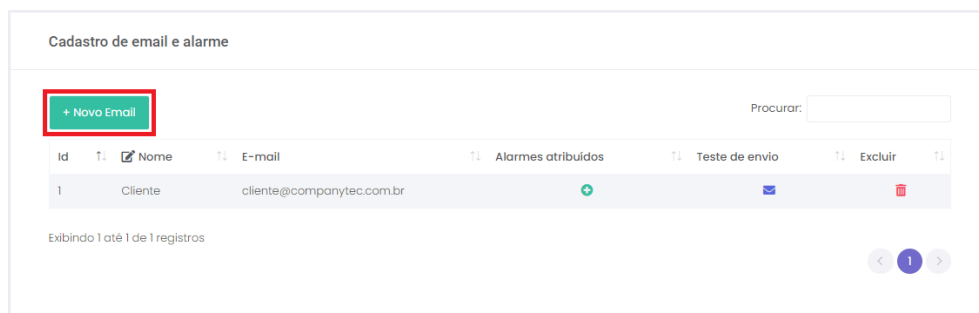 Cadastro de email e alarme
+ Novo Email
Procurar:
Id Nome E-mail Alarmes atribuídos Teste de envio Excluir
1 Cliente cliente@companytec.com.br
Exibindo 1 até 1 de 1 registros
< 1 >